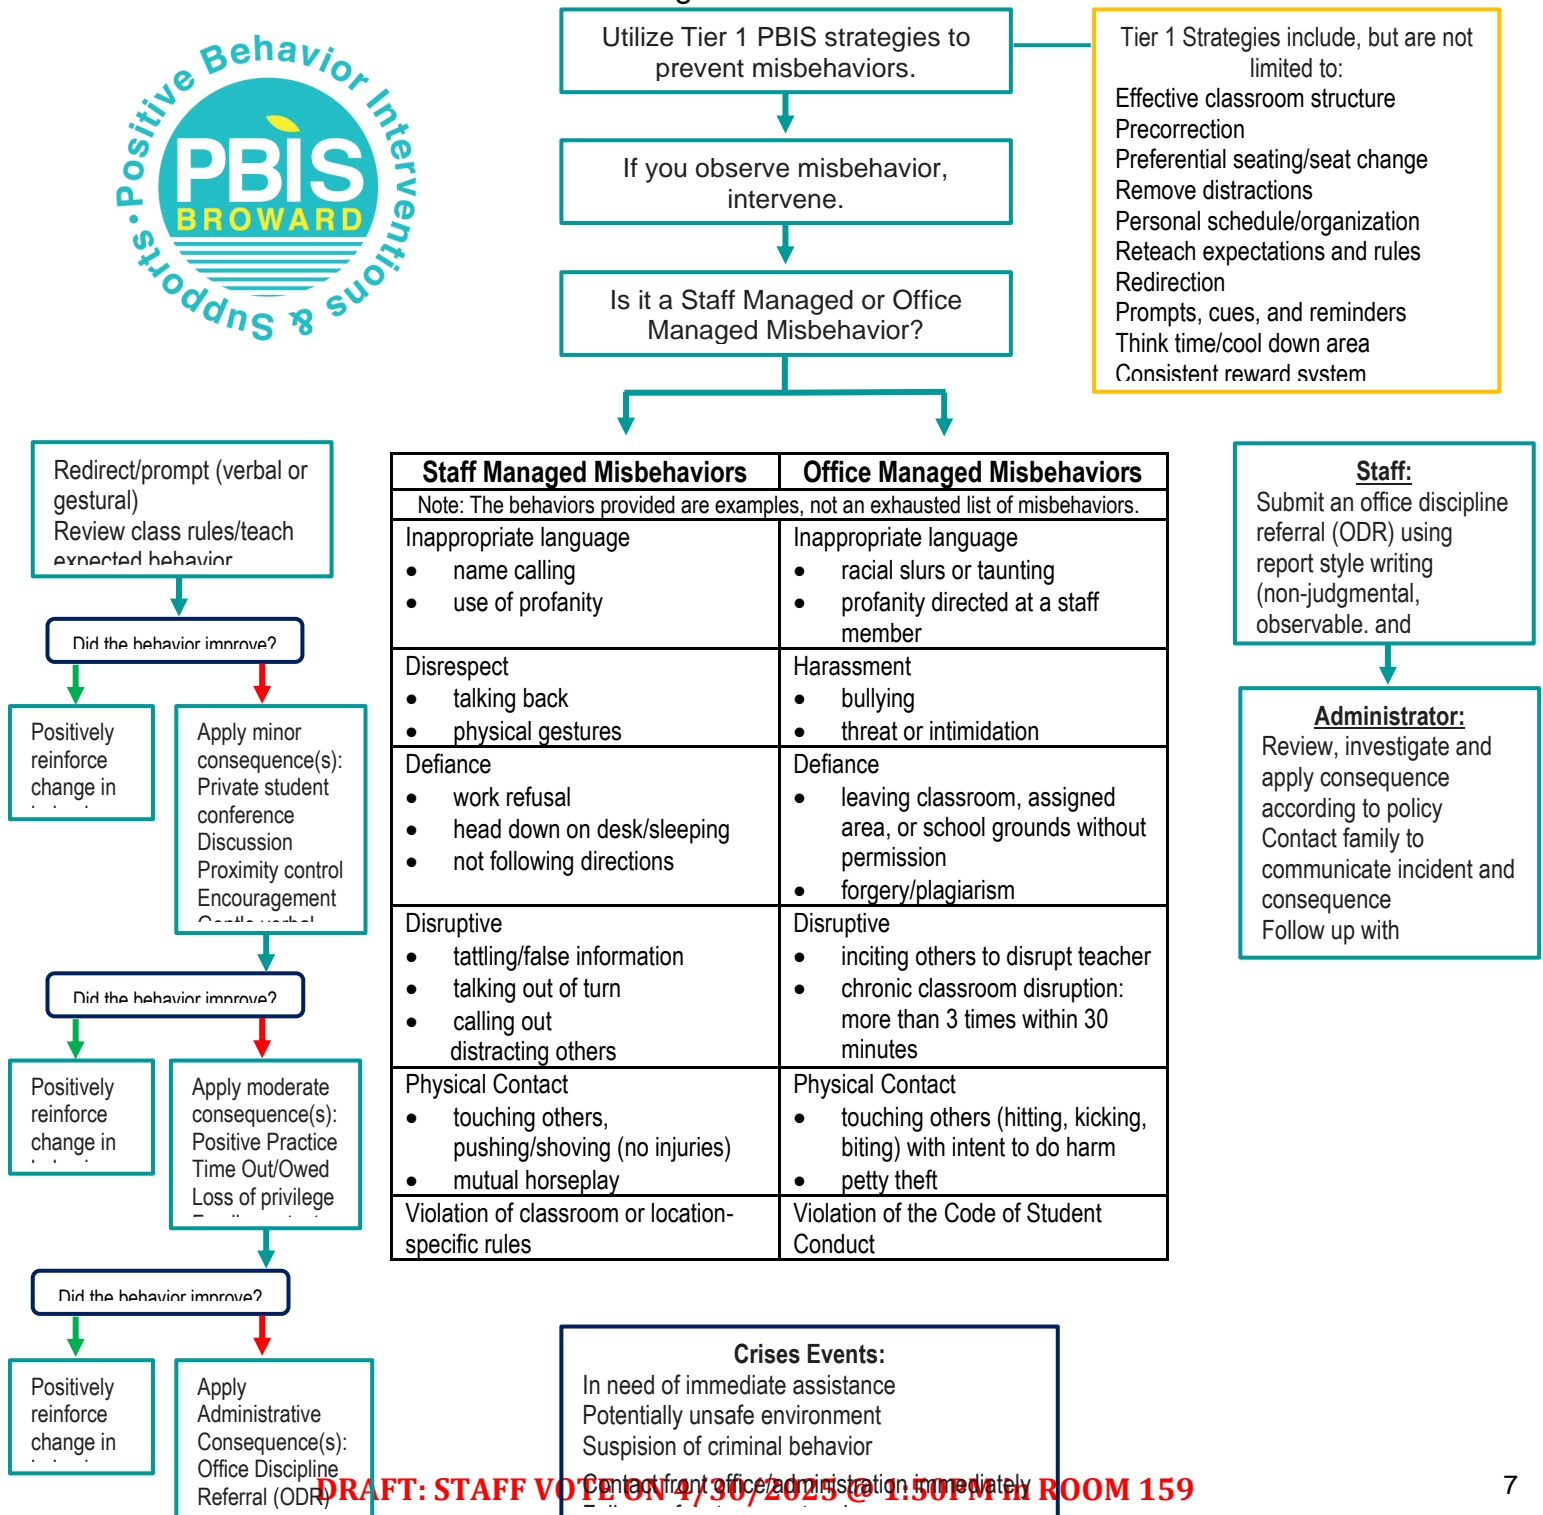 Positive Behavior Interventions & Supports
PBIS
BROWARD
Utilize Tier 1 PBIS strategies to
prevent misbehaviors.
Tier 1 Strategies include, but are not
limited to:
Effective classroom structure
Precorrection
Preferential seating/seat change
Remove distractions
Personal schedule/organization
Reteach expectations and rules
Redirection
Prompts, cues, and reminders
Think time/cool down area
Consistent reward system
If you observe misbehavior,
intervene.
Is it a Staff Managed or Office
Managed Misbehavior?
Redirect/prompt (verbal or
gestural)
Review class rules/teach
expected behavior
Did the behavior improve?
Positively
reinforce
change in
Apply minor
consequence(s):
Private student
conference
Discussion
Proximity control
Encouragement
Gentle verbal
Did the behavior improve?
Positively
reinforce
change in
Apply moderate
consequence(s):
Positive Practice
Time Out/Owed
Loss of privilege
Did the behavior improve?
Positively
reinforce
change in
Apply
Administrative
Consequence(s):
Office Discipline
Referral (ODR)
Staff Managed Misbehaviors
Office Managed Misbehaviors
Note: The behaviors provided are examples, not an exhausted list of misbehaviors.
Inappropriate language
• name calling
• use of profanity
Inappropriate language
• racial slurs or taunting
• profanity directed at a staff
member
Disrespect
• talking back
• physical gestures
Harassment
• bullying
• threat or intimidation
Defiance
• work refusal
• head down on desk/sleeping
• not following directions
Defiance
• leaving classroom, assigned
area, or school grounds without
permission
• forgery/plagiarism
Disruptive
• tattling/false information
• talking out of turn
• calling out
distracting others
Disruptive
• inciting others to disrupt teacher
• chronic classroom disruption:
more than 3 times within 30
minutes
Physical Contact
• touching others,
pushing/shoving (no injuries)
• mutual horseplay
Physical Contact
• touching others (hitting, kicking,
biting) with intent to do harm
• petty theft
Violation of classroom or location-
specific rules
Violation of the Code of Student
Conduct
Staff:
Submit an office discipline
referral (ODR) using
report style writing
(non-judgmental,
observable. and
Administrator:
Review, investigate and
apply consequence
according to policy
Contact family to
communicate incident and
consequence
Follow up with
Crises Events:
In need of immediate assistance
Potentially unsafe environment
Suspision of criminal behavior
Contact front office/administration immediately
DRAFT: STAFF VOTE ON 4/30/2025 @ 1:50PM in ROOM 159
7